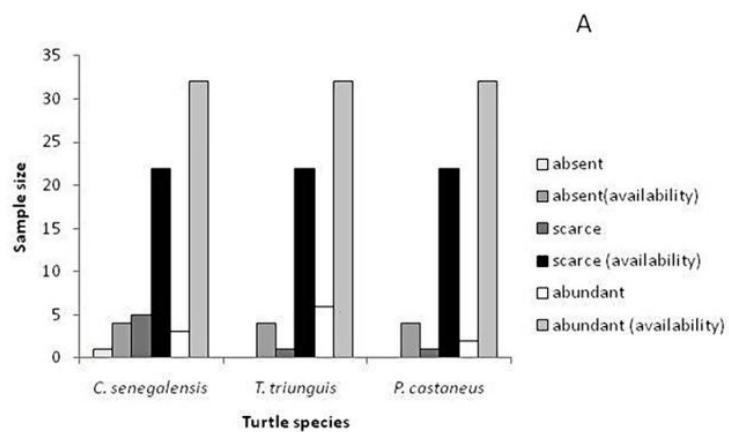 A
35
30
25
20
15
10
5
0
Sample size
C. senegalensis T. triunguis P. castaneus
Turtle species
absent
absent(availability)
scarce
scarce (availability)
abundant
abundant (availability)